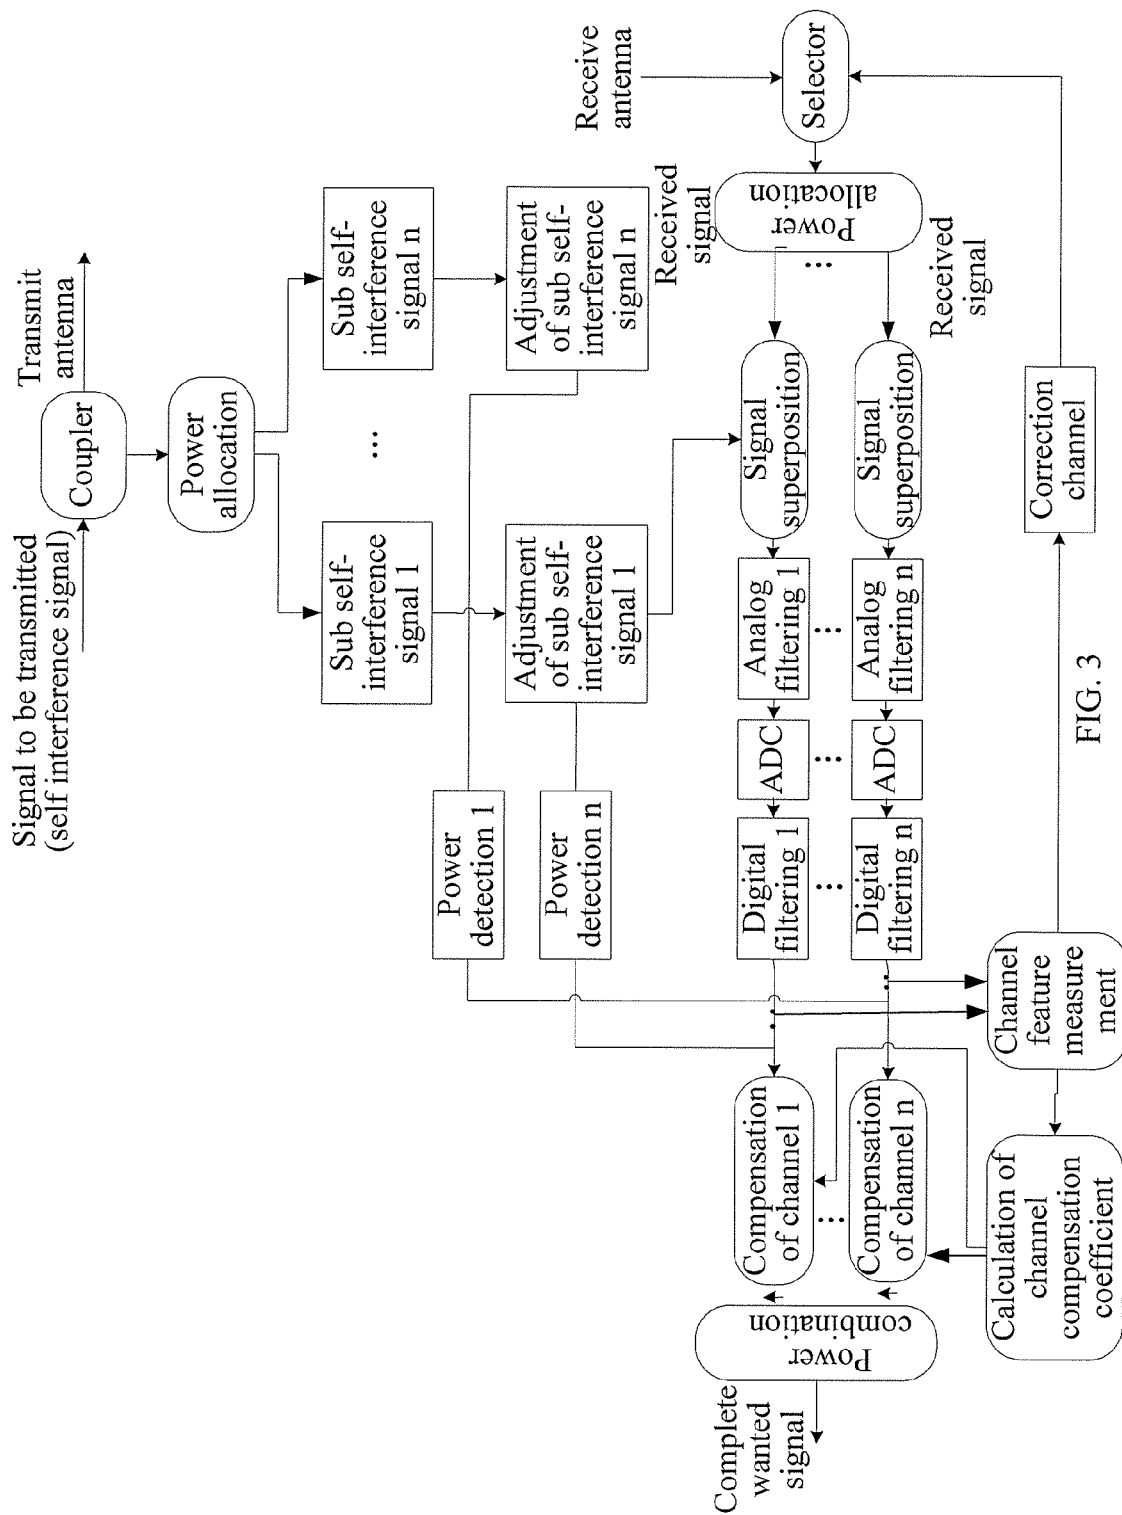 Signal to be transmitted
(self interference signal)
Coupler
Transmit
antenna
Power
allocation
Sub self-
interference
signal 1
...
Sub self-
interference
signal n
Adjustment
of sub self-
interference
signal 1
Adjustment
of sub self-
interference
signal n
Power
detection 1
Power
detection n
Receive
antenna
Selector
Power
allocation
Received
signal
...
Received
signal
Signal
superposition
Signal
superposition
Analog
filtering 1
...
Analog
filtering n
ADC
...
ADC
Digital
filtering 1
...
Digital
filtering n
Compensation
of channel 1
...
Compensation
of channel n
Power
combination
Complete
wanted
signal
Channel
feature
measure
ment
Calculation of
channel
compensation
coefficient
Correction
channel
FIG. 3